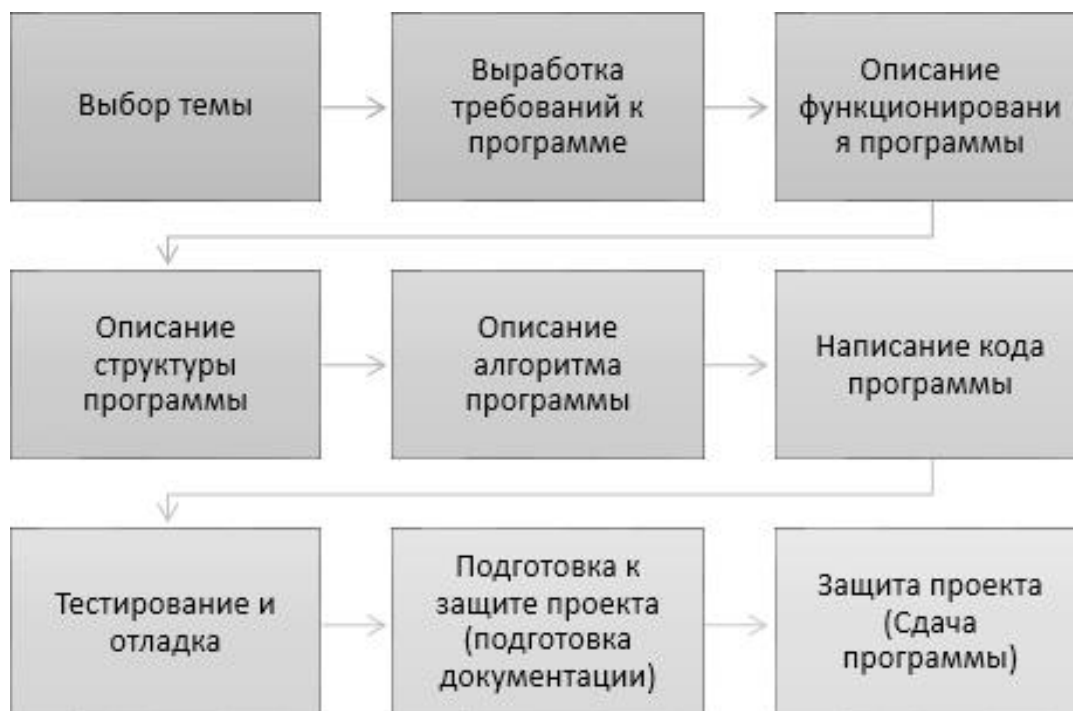 Выбор темы
Выработка
требований к
программе
Описание
функционировани
я программы
Описание
структуры
программы
Описание
алгоритма
программы
Написание кода
программы
Тестирование и
отладка
Подготовка к
защите проекта
(подготовка
документации)
Защита проекта
(Сдача
программы)